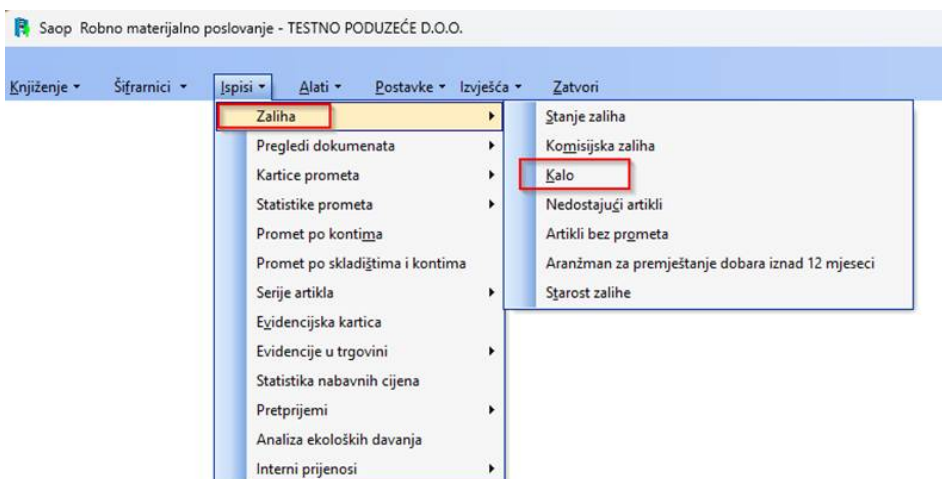 Saop Robno materijalno poslovanje - TESTNO PODUZEĆE D.O.O.
Knjiženje Šifrarnici Ispisi Alati Postavke Izvješća Zatvori
Zaliha
Pregledi dokumenata
Kartice prometa
Statistike prometa
Promet po kontima
Promet po skladištima i kontima
Serije artikla
Evidencijska kartica
Evidencije u trgovini
Statistika nabavnih cijena
Pretprijemi
Analiza ekoloških davanja
Interni prijenosi
Stanje zaliha
Komisijska zaliha
Kalo
Nedostajući artikli
Artikli bez prometa
Aranžman za premještanje dobara iznad 12 mjeseci
Starost zalihe